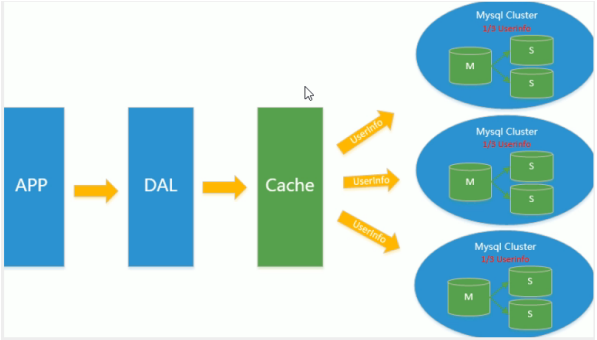 Mysql Cluster
1/3 Userinfo
M
S
S
APP
DAL
Cache
UserInfo
UserInfo
UserInfo
Mysql Cluster
1/3 Userinfo
M
S
S
Mysql Cluster
1/3 Userinfo
M
S
S